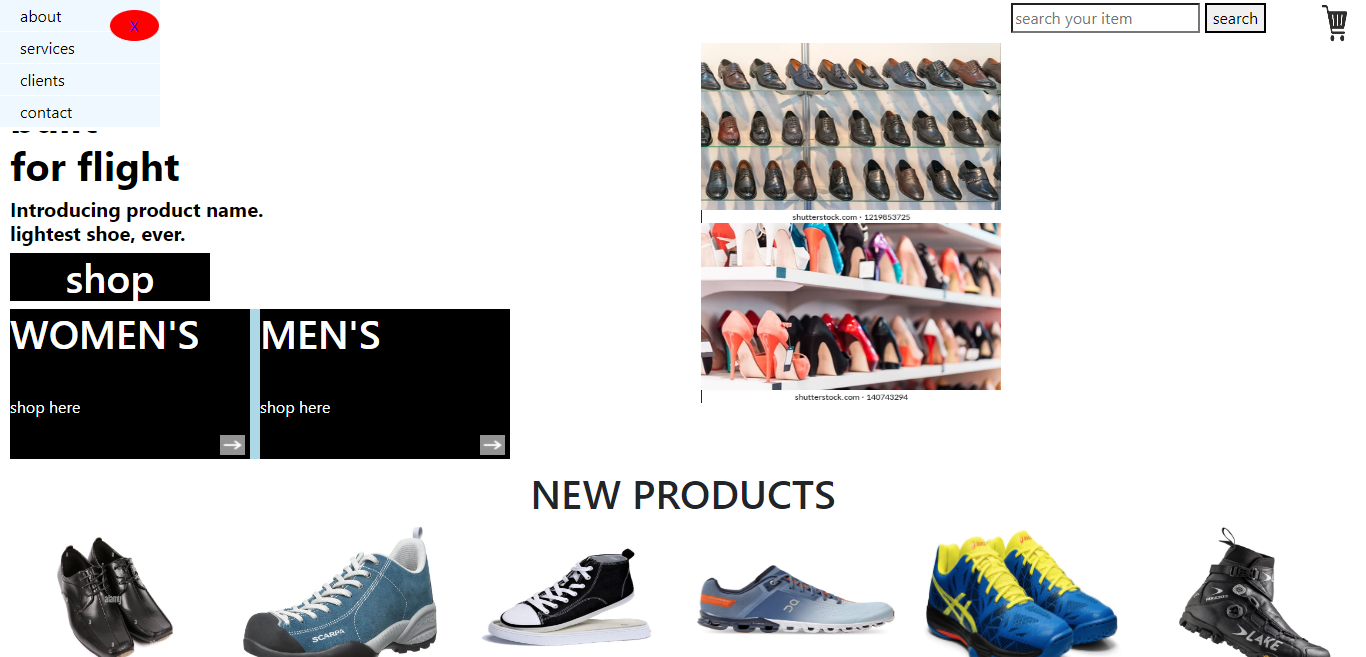 about
X
services
clients
contact
search your item
search
for flight
Introducing product name.
lightest shoe, ever.
shop
WOMEN'S
MEN'S
shop here
shop here
shutterstock.com • 1219853725
shutterstock.com • 140743294
NEW PRODUCTS
alamy
SCARPA
LAKE